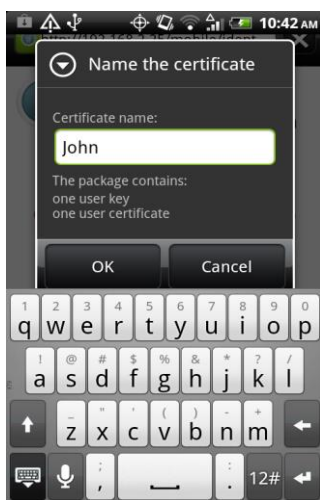 10:42 AM
Name the certificate
Certificate name:
John
The package contains:
one user key
one user certificate
OK Cancel
1 2 3 4 5 6 7 8 9 0
q w e r t y u i o p
! @ # $ % & * ? /
a s d f g h j k l
_ " ' ( ) - +
z x c v b n m
; :
, . 12#